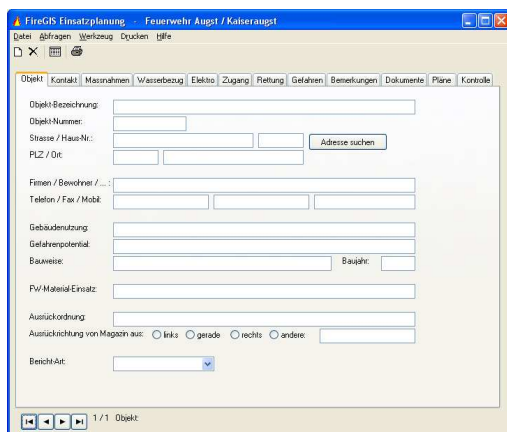 FireGIS Einsatzplanung - Feuerwehr Augst / Kaiseraugst
Datei Abfragen Werkzeug Drucken Hilfe
Objekt Kontakt Massnahmen Wasserbezug Elektro Zugang Rettung Gefahren Bemerkungen Dokumente Pläne Kontrolle
Objekt-Bezeichnung:
Objekt-Nummer:
Strasse / Haus-Nr.: Adresse suchen
PLZ / Ort:
Firmen / Bewohner / ... :
Telefon / Fax / Mobil:
Gebäudenutzung:
Gefahrenpotential:
Bauweise: Baujahr:
FW-Material-Einsatz:
Ausrückordnung:
Ausrückrichtung von Magazin aus: links gerade rechts andere:
Bericht-Art:
1 / 1 Objekt: